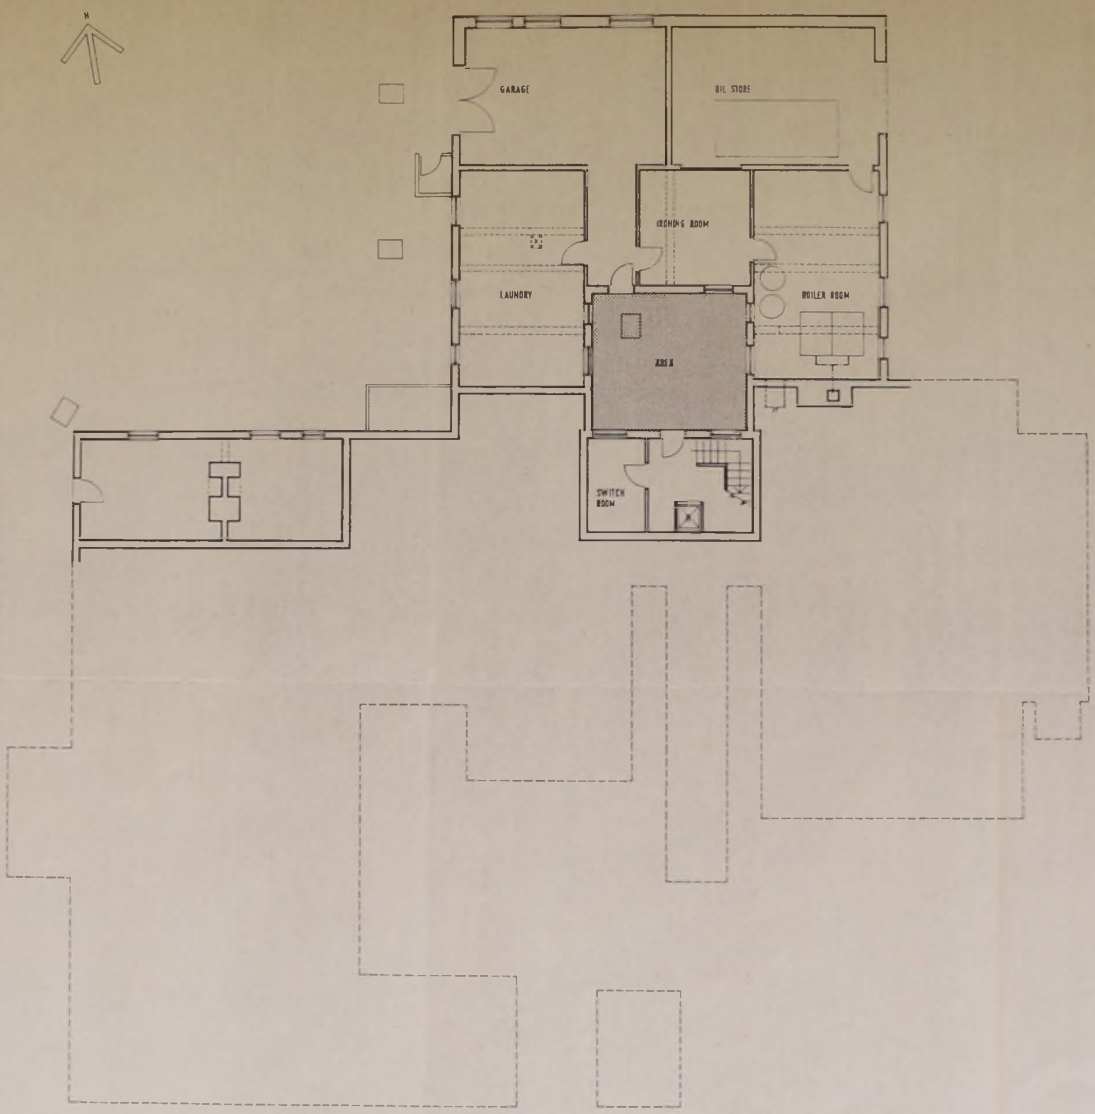 N
GARAGE
OIL STORE
IRONING ROOM
LAUNDRY
BOILER ROOM
AREA
SWITCH
ROOM